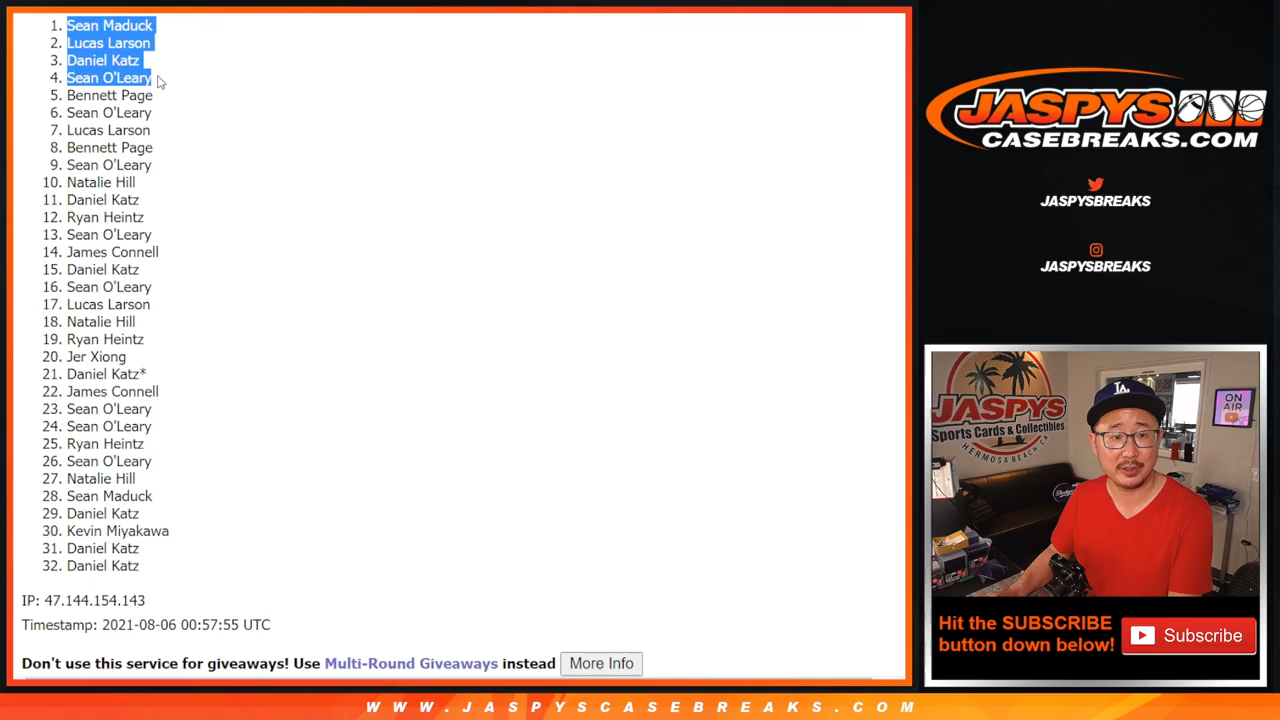 1. Sean Maduck
2. Lucas Larson
3. Daniel Katz
4. Sean O'Leary
5. Bennett Page
6. Sean O'Leary
7. Lucas Larson
8. Bennett Page
9. Sean O'Leary
10. Natalie Hill
11. Daniel Katz
12. Ryan Heintz
13. Sean O'Leary
14. James Connell
15. Daniel Katz
16. Sean O'Leary
17. Lucas Larson
18. Natalie Hill
19. Ryan Heintz
20. Jer Xiong
21. Daniel Katz*
22. James Connell
23. Sean O'Leary
24. Sean O'Leary
25. Ryan Heintz
26. Sean O'Leary
27. Natalie Hill
28. Sean Maduck
29. Daniel Katz
30. Kevin Miyakawa
31. Daniel Katz
32. Daniel Katz
IP: 47.144.154.143
Timestamp: 2021-08-06 00:57:55 UTC
Don't use this service for giveaways! Use Multi-Round Giveaways instead More Info
JASPYS
CASEBREAKS.COM
JASPYSBREAKS
JASPYSBREAKS
JASPYS
Sports Cards & Collectibles
HERMOSA BEACH, CA
ON
AIR
LA
Hit the SUBSCRIBE
button down below!
Subscribe
WWW.JASPYSCASEBREAKS.COM